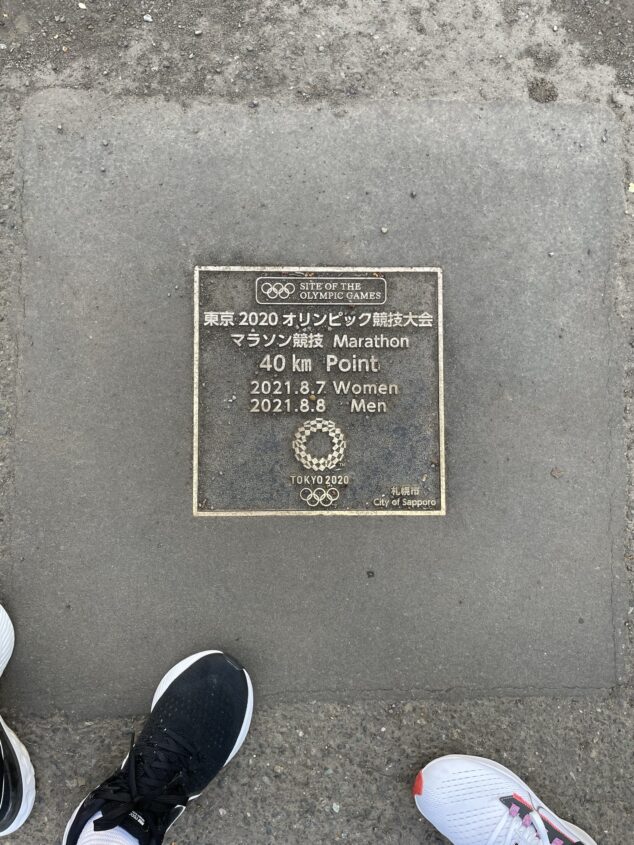 SITE OF THE
OLYMPIC GAMES
東京 2020 オリンピック競技大会
マラソン競技 Marathon
40 km Point
2021.8.7 Women
2021.8.8 Men
TOKYO 2020
札幌市
City of Sapporo